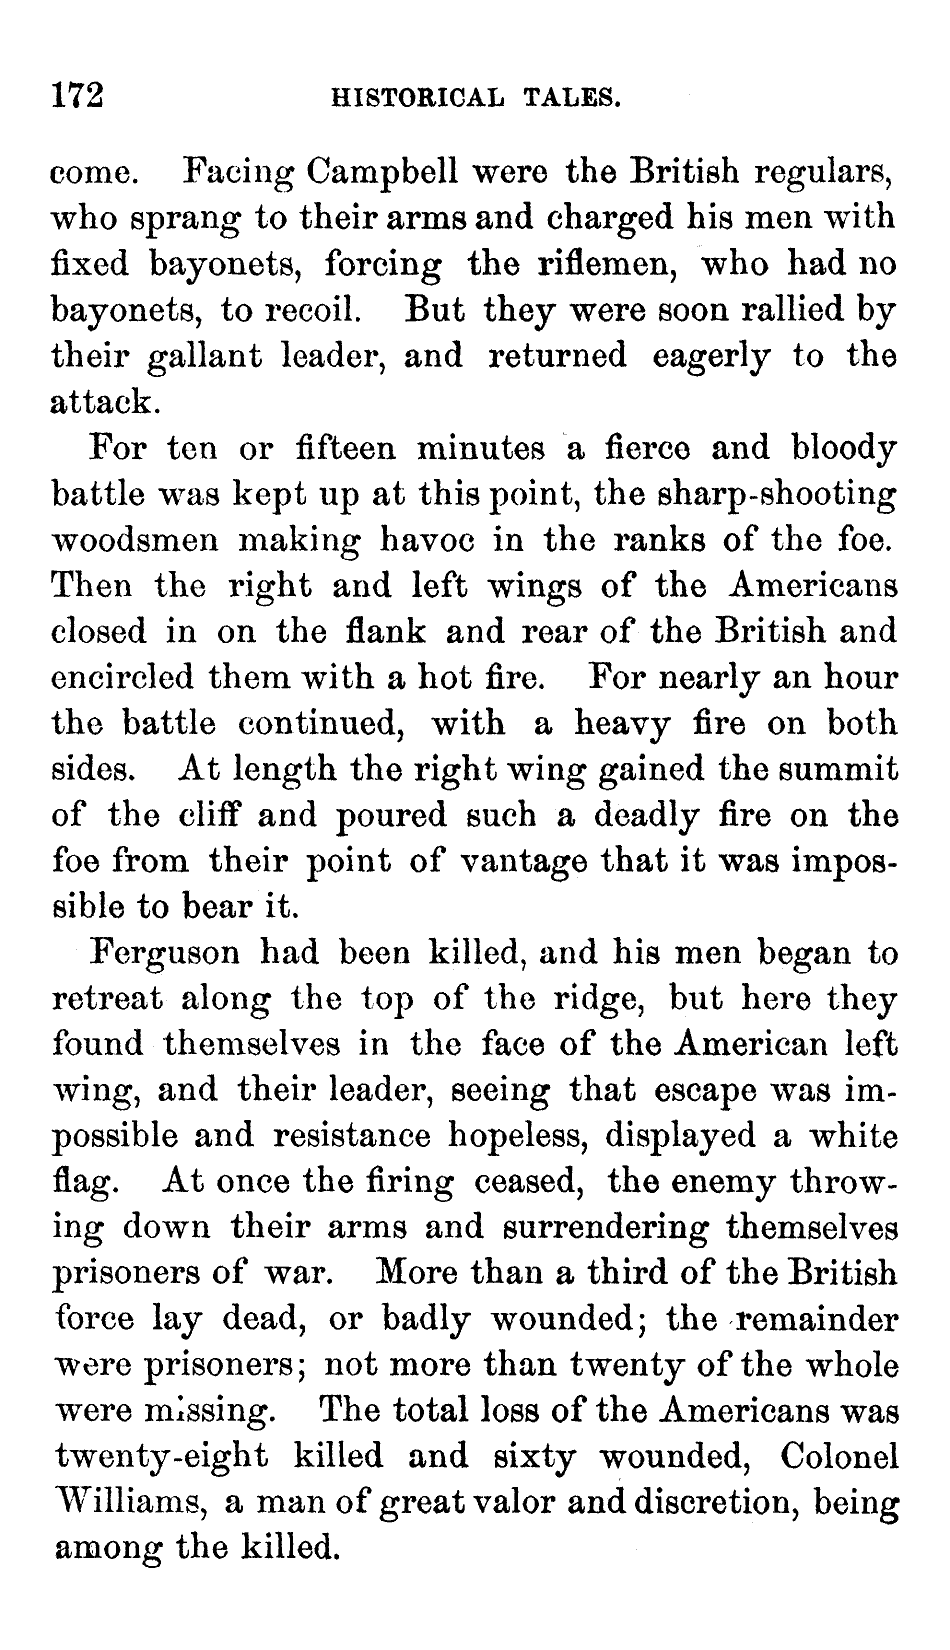 172 HISTORICAL TALES.
come. Facing Campbell were the British regulars,
who sprang to their arms and charged his men with
fixed bayonets, forcing the riflemen, who had no
bayonets, to recoil. But they were soon rallied by
their gallant leader, and returned eagerly to the
attack.
For ten or fifteen minutes a fierce and bloody
battle was kept up at this point, the sharp-shooting
woodsmen making havoc in the ranks of the foe.
Then the right and left wings of the Americans
closed in on the flank and rear of the British and
encircled them with a hot fire. For nearly an hour
the battle continued, with a heavy fire on both
sides. At length the right wing gained the summit
of the cliff and poured such a deadly fire on the
foe from their point of vantage that it was impos-
sible to bear it.
Ferguson had been killed, and his men began to
retreat along the top of the ridge, but here they
found themselves in the face of the American left
wing, and their leader, seeing that escape was im-
possible and resistance hopeless, displayed a white
flag. At once the firing ceased, the enemy throw-
ing down their arms and surrendering themselves
prisoners of war. More than a third of the British
force lay dead, or badly wounded; the remainder
were prisoners; not more than twenty of the whole
were missing. The total loss of the Americans was
twenty-eight killed and sixty wounded, Colonel
Williams, a man of great valor and discretion, being
among the killed.